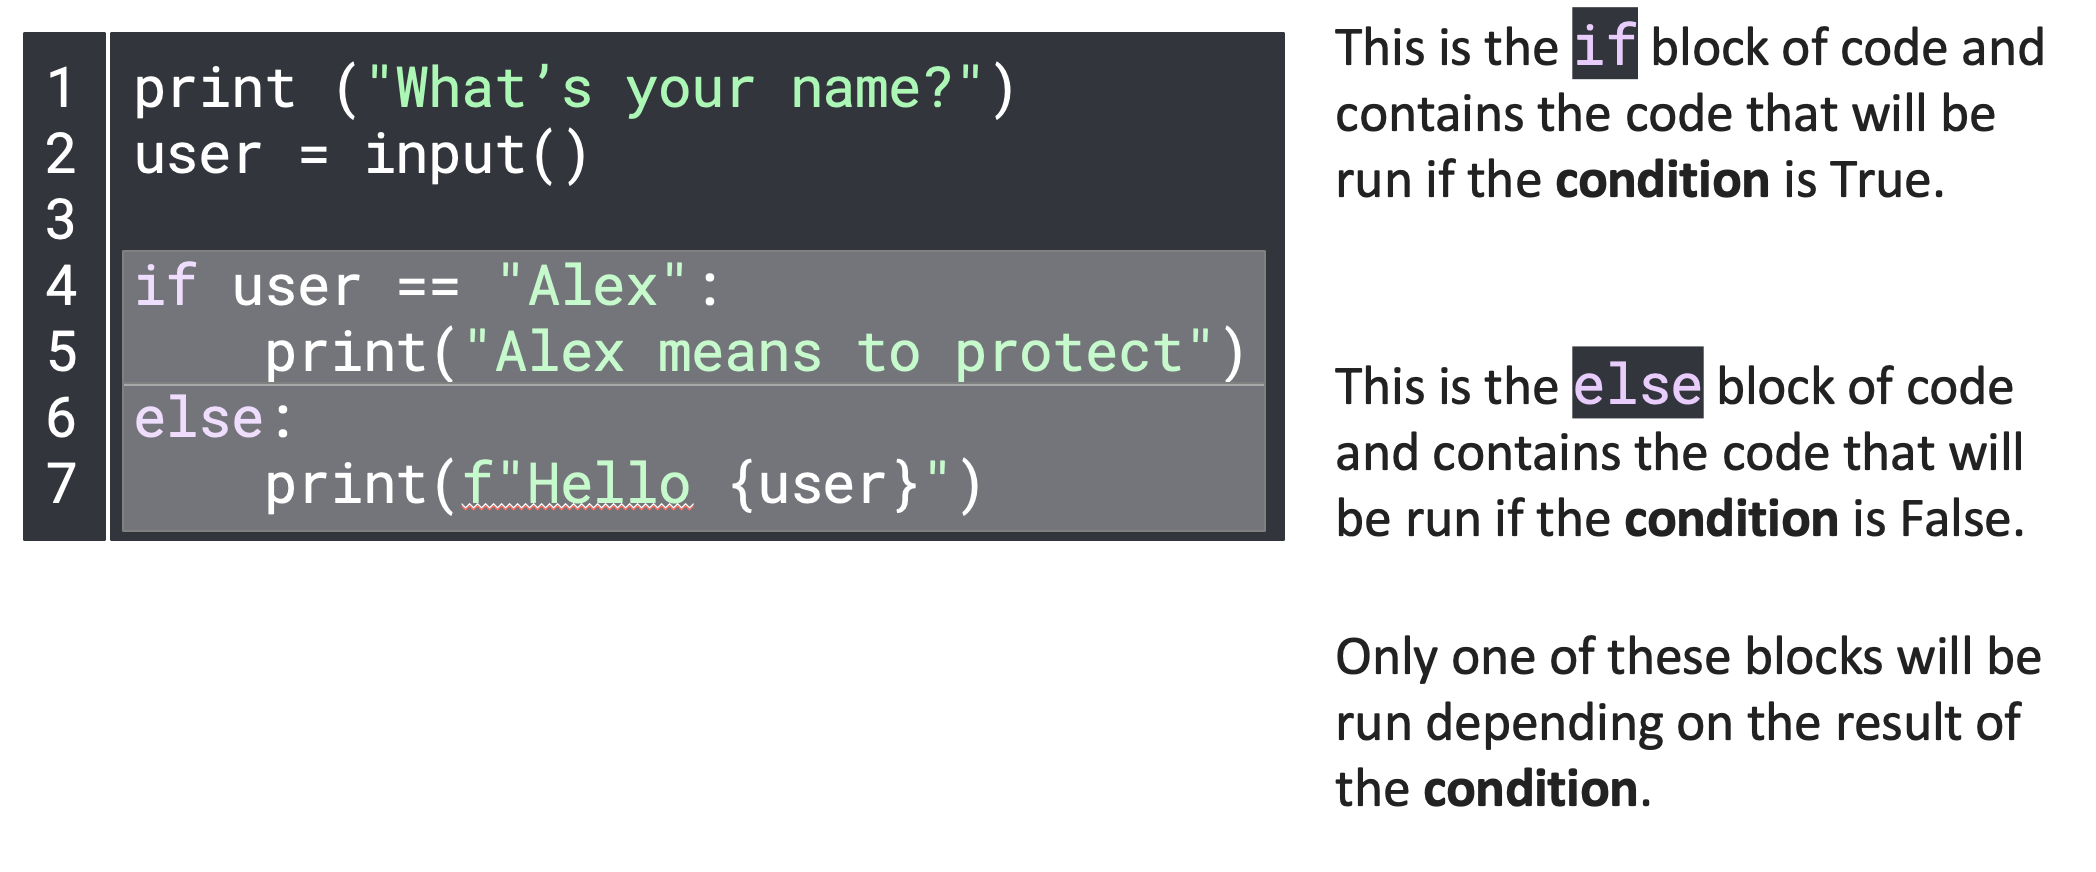 1 print ("What’s your name?")
2 user = input()
3
4 if user == "Alex":
5     print("Alex means to protect")
6 else:
7     print(f"Hello {user}")
This is the if block of code and
contains the code that will be
run if the condition is True.
This is the else block of code
and contains the code that will
be run if the condition is False.
Only one of these blocks will be
run depending on the result of
the condition.